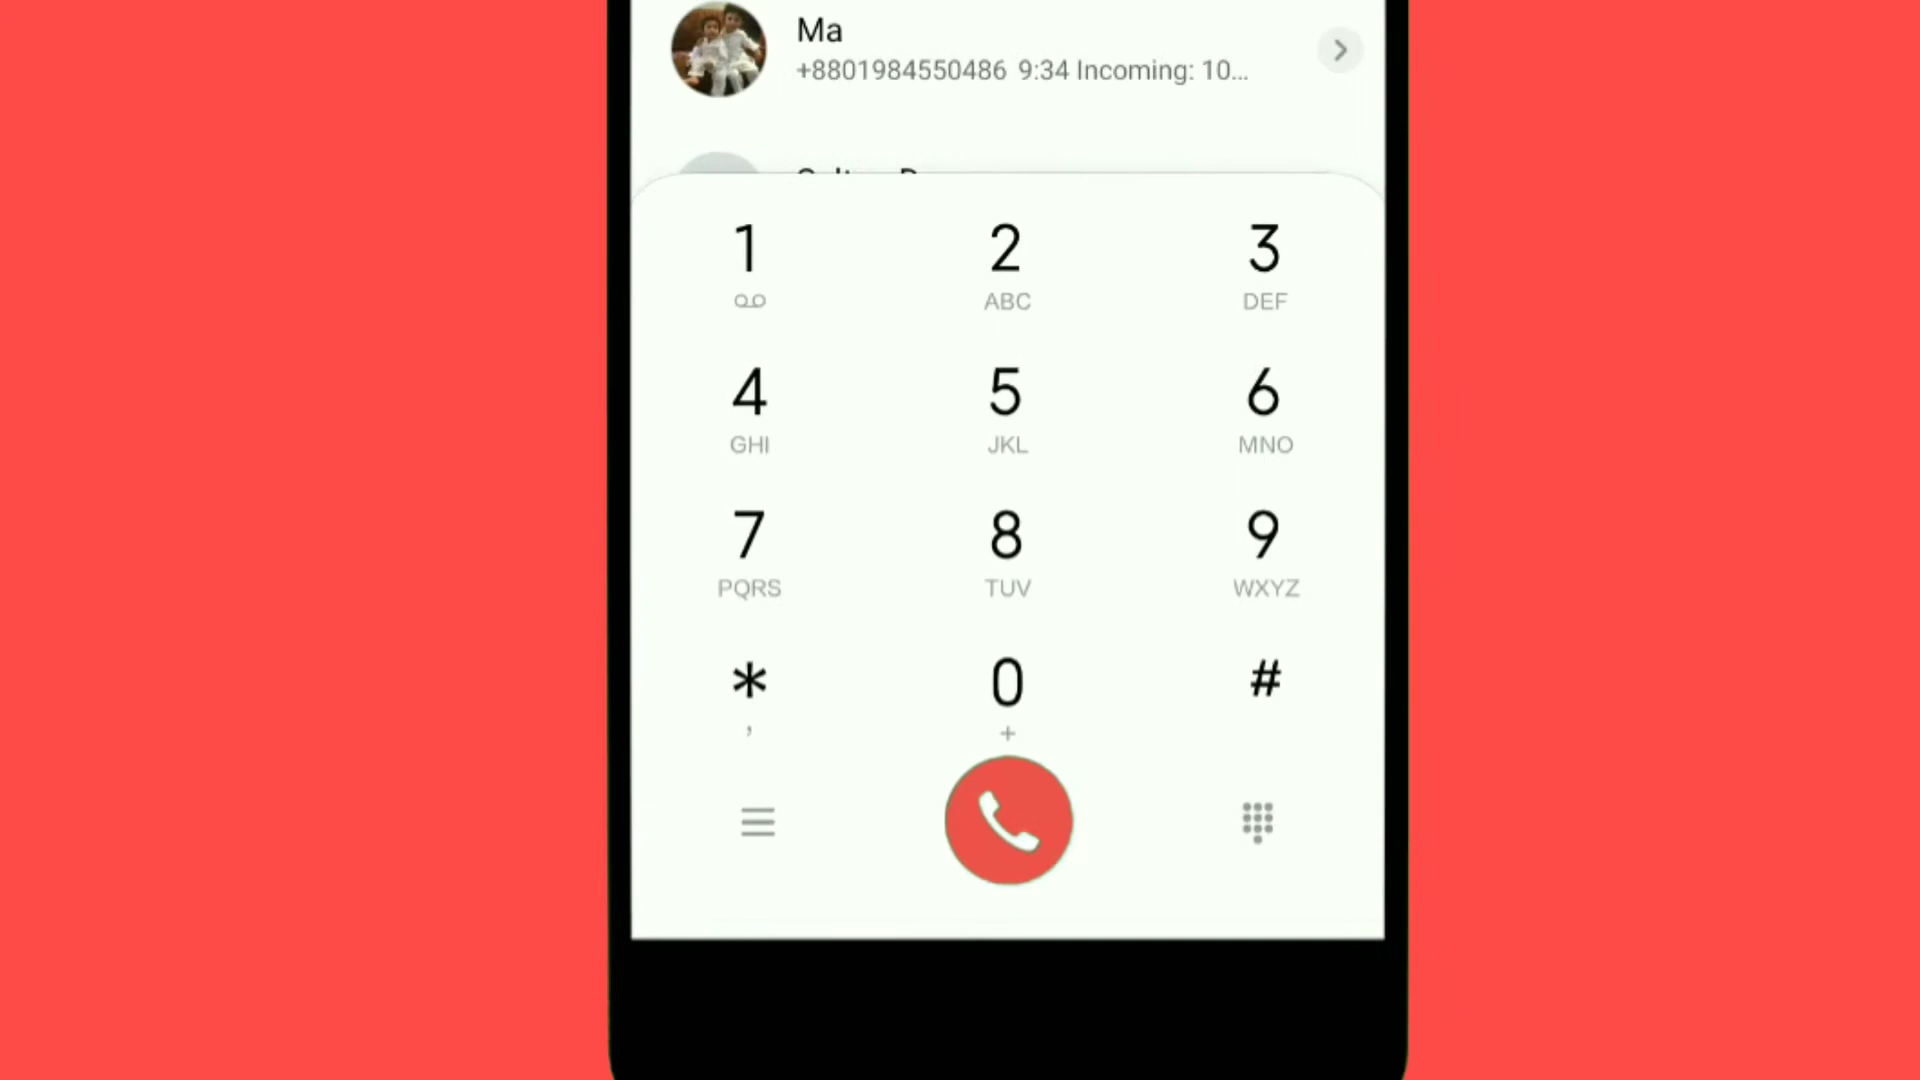 Ma
+8801984550486 9:34 Incoming: 10...
1 2 3
ABC DEF
4 5 6
GHI JKL MNO
7 8 9
PQRS TUV WXYZ
* 0 #
, +